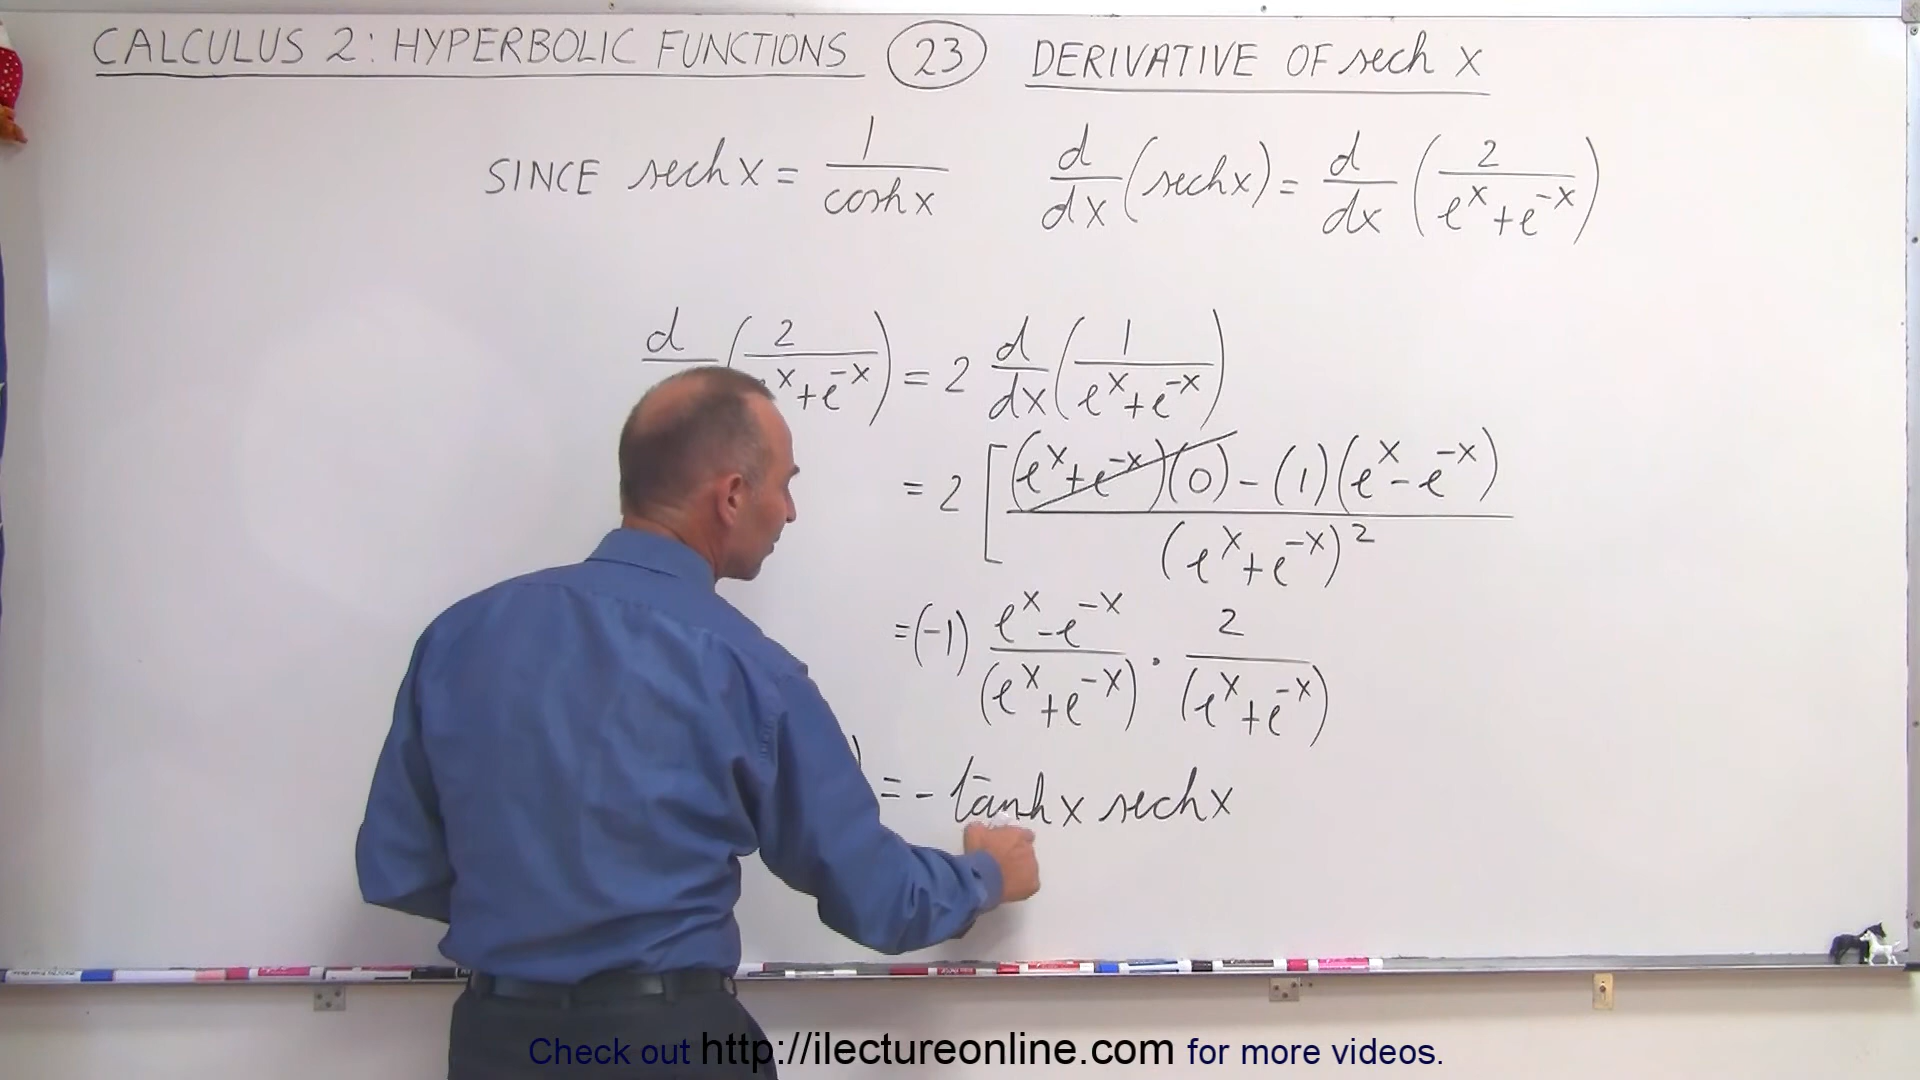 CALCULUS 2: HYPERBOLIC FUNCTIONS 23 DERIVATIVE OF sech x
SINCE sech x = 1/cosh x   d/dx (sech x) = d/dx (2/(e^x + e^-x))
d (2/(e^x + e^-x)) = 2 d/dx (1/(e^x + e^-x))
= 2 [ ((e^x + e^-x)(0) - (1)(e^x - e^-x))/(e^x + e^-x)^2
= (-1) (e^x - e^-x)/(e^x + e^-x) · 2/(e^x + e^-x)
) = - tanh x sech x
Check out http://ilectureonline.com for more videos.